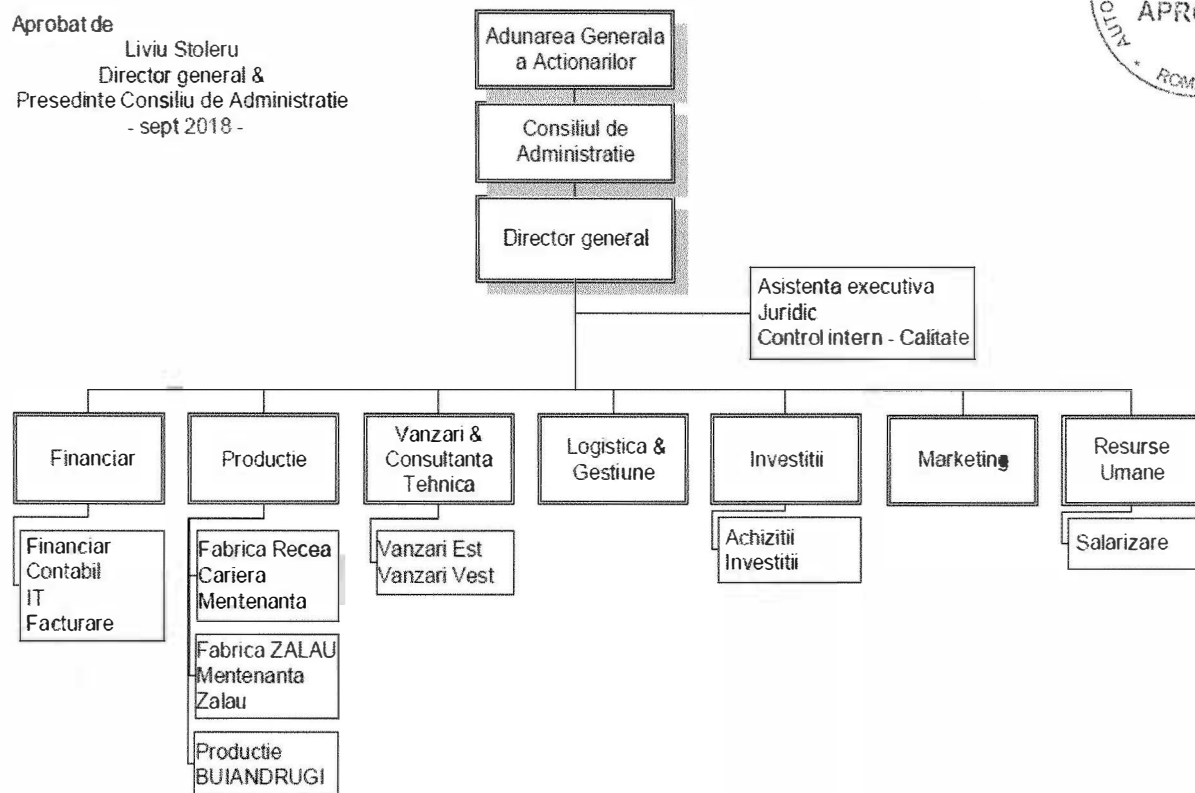 Aprobat de
Liviu Stoleru
Director general &
Presedinte Consiliu de Administratie
- sept 2018 -
APR
AUTO
* ROM
Adunarea Generala
a Actionarilor
Consiliul de
Administratie
Director general
Asistenta executiva
Juridic
Control intern - Calitate
Financiar
Productie
Vanzari &
Consultanta
Tehnica
Logistica &
Gestiune
Investitii
Marketing
Resurse
Umane
Financiar
Contabil
IT
Facturare
Fabrica Recea
Cariera
Mentenanta
Fabrica ZALAU
Mentenanta
Zalau
Productie
BUIANDRUGI
Vanzari Est
Vanzari Vest
Achizitii
Investitii
Salarizare